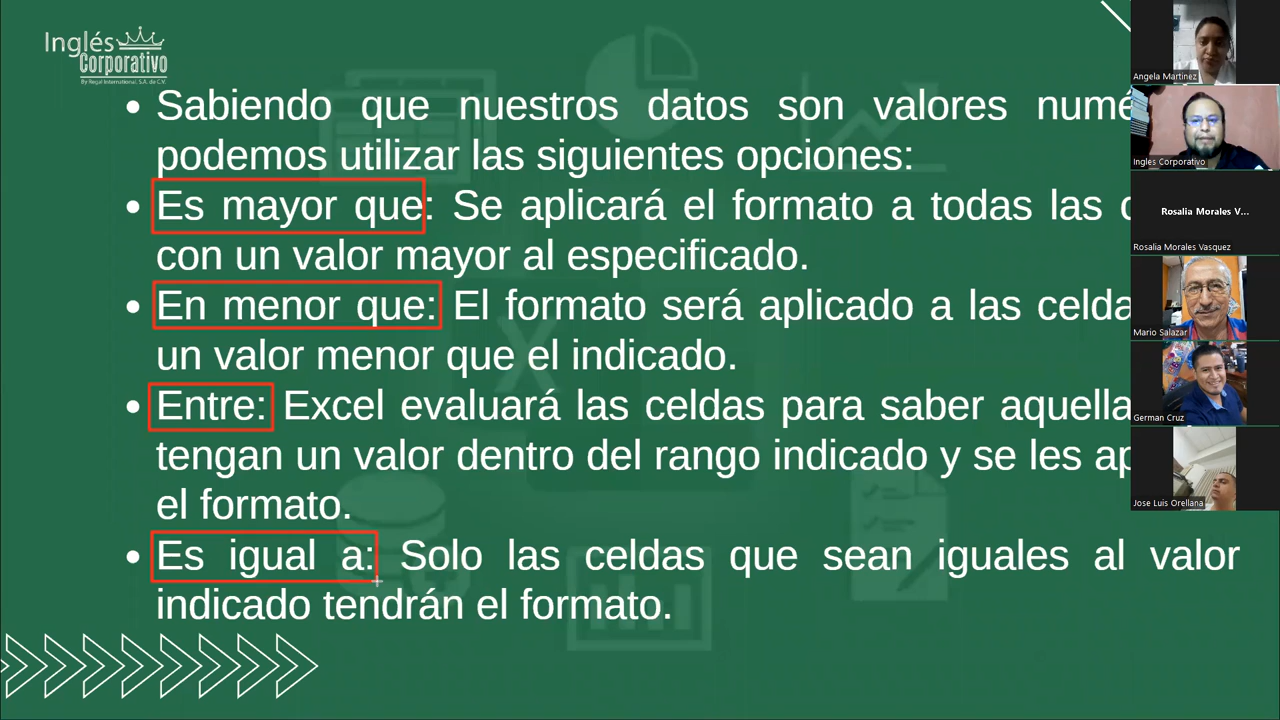 Inglés
Corporativo
By Regal International, S.A. de C.V.
• Sabiendo que nuestros datos son valores
podemos utilizar las siguientes opciones:
• Es mayor que: Se aplicará el formato a todas las
con un valor mayor al especificado.
• En menor que: El formato será aplicado a las
un valor menor que el indicado.
• Entre: Excel evaluará las celdas para saber
tengan un valor dentro del rango indicado y se les
el formato.
• Es igual a: Solo las celdas que sean iguales al valor
indicado tendrán el formato.
Angela Martinez
Ingles Corporativo
Rosalia Morales V...
Rosalia Morales Vasquez
Mario Salazar
German Cruz
Jose Luis Orellana